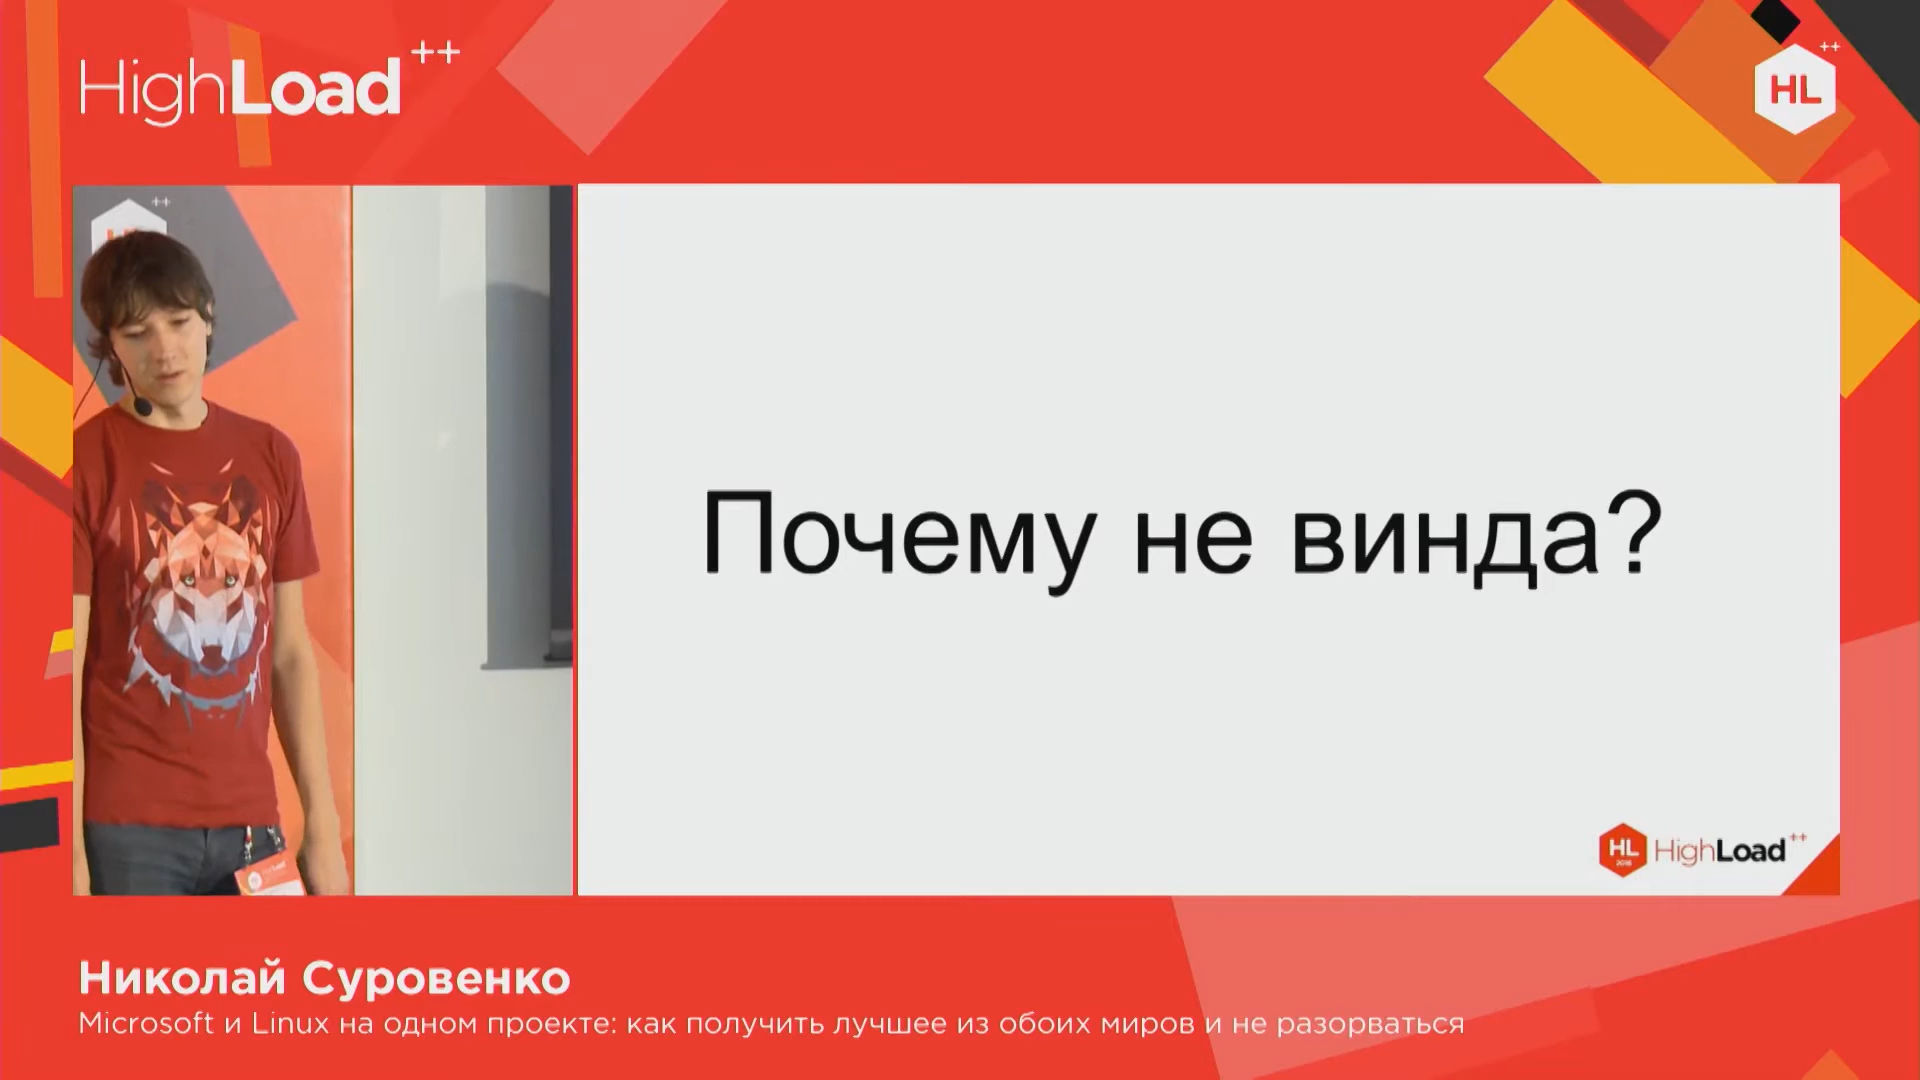 HighLoad++
HL++
Почему не винда?
HL
2018
HighLoad++
Николай Суровенко
Microsoft и Linux на одном проекте: как получить лучшее из обоих миров и не разорваться